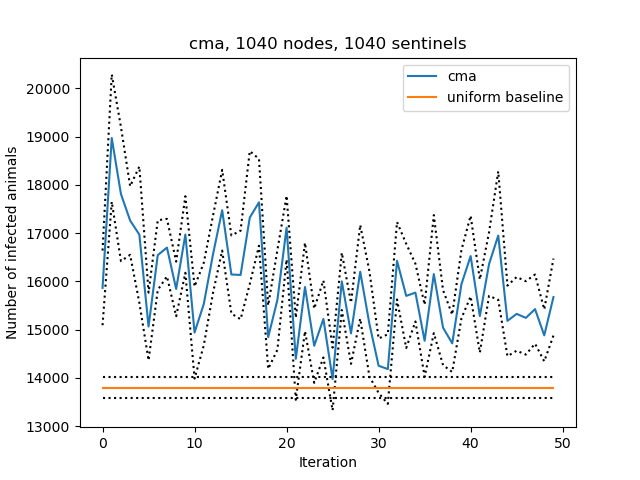 cma, 1040 nodes, 1040 sentinels
cma
uniform baseline
Number of infected animals
20000
19000
18000
17000
16000
15000
14000
13000
0 10 20 30 40 50
Iteration